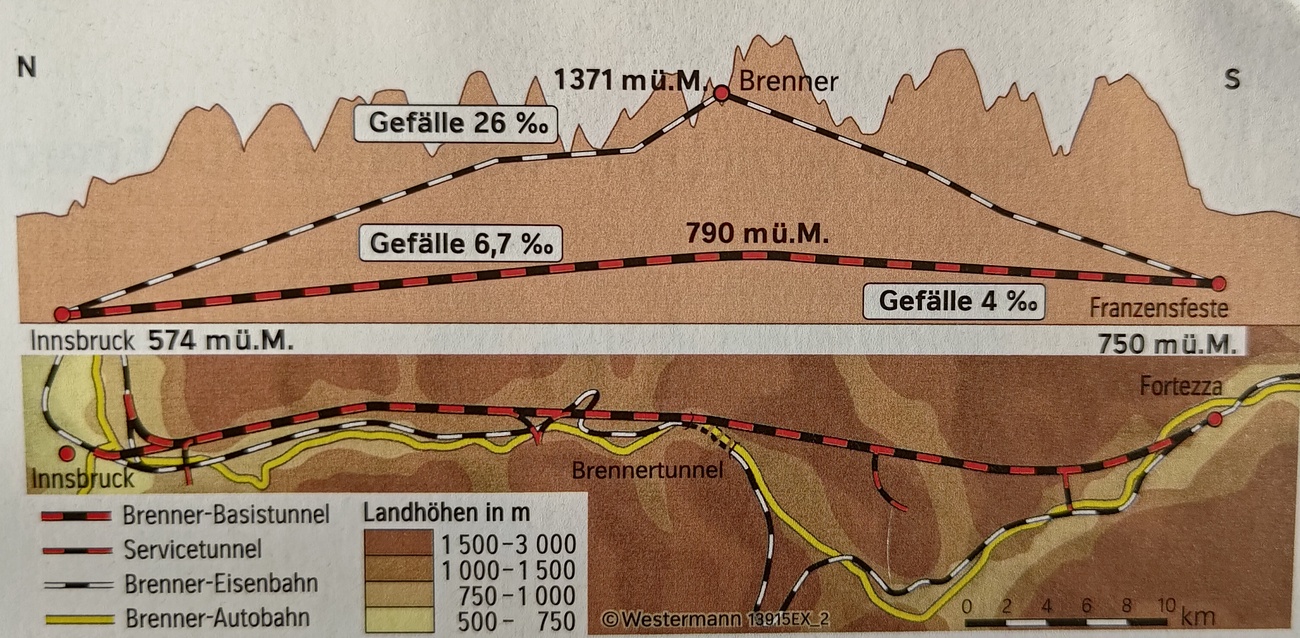 N
S
1371 mü.M.
Brenner
Gefälle 26 ‰
Gefälle 6,7 ‰
790 mü.M.
Gefälle 4 ‰
Franzensfeste
Innsbruck 574 mü.M.
750 mü.M.
Fortezza
Innsbruck
Brennertunnel
Brenner-Basistunnel
Servicetunnel
Brenner-Eisenbahn
Brenner-Autobahn
Landhöhen in m
1 500-3 000
1 000-1 500
750-1 000
500- 750
©Westermann 13915EX_2
0 2 4 6 8 10 km